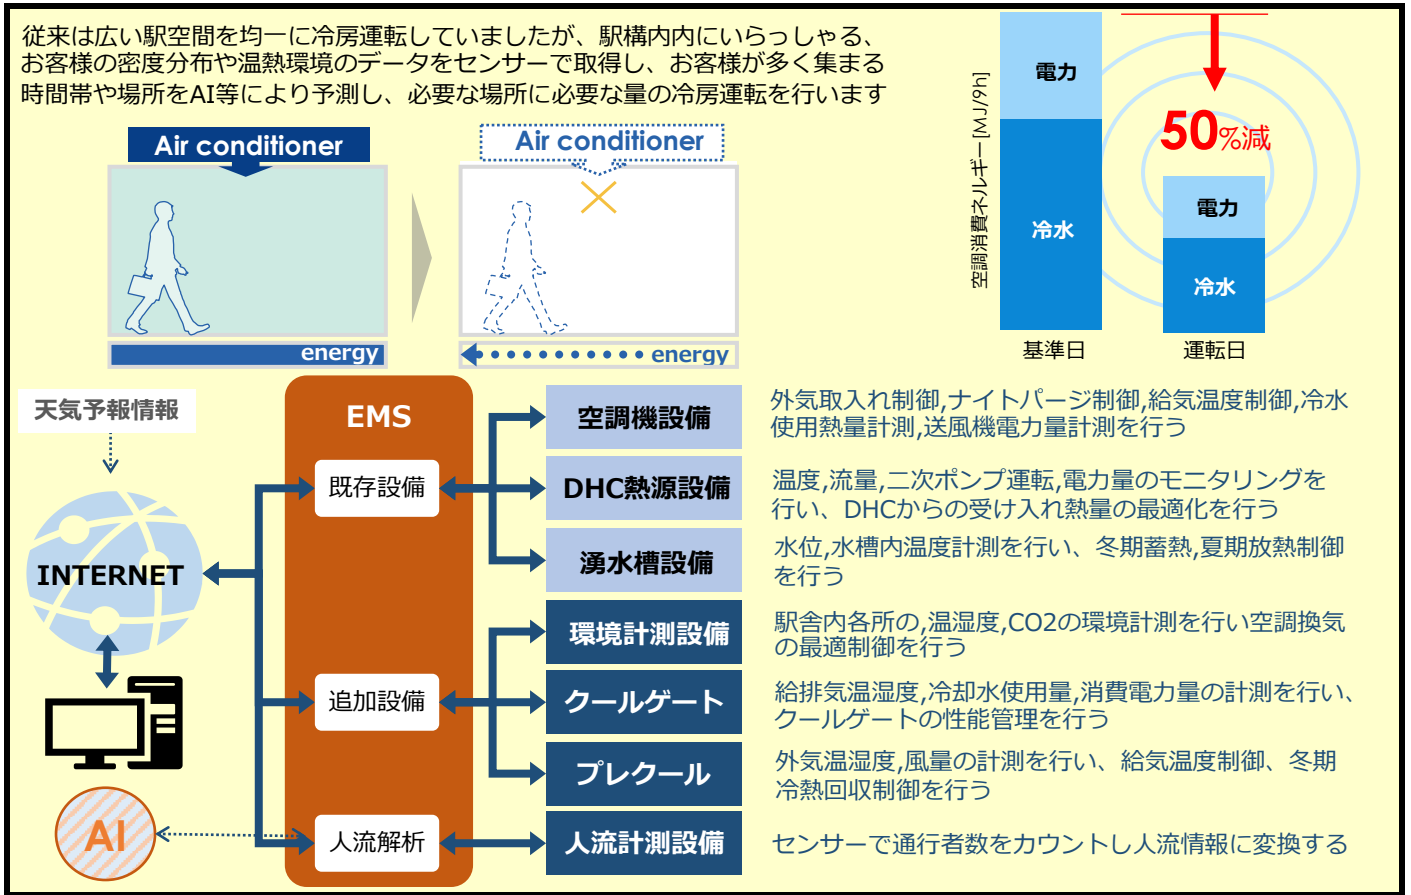 従来は広い駅空間を均一に冷房運転していましたが、駅構内内にいらっしゃる、
お客様の密度分布や温熱環境のデータをセンサーで取得し、お客様が多く集まる
時間帯や場所をAI等により予測し、必要な場所に必要な量の冷房運転を行います
Air conditioner
energy
Air conditioner
energy
空調消費ネルギー[MJ/9h]
電力
冷水
基準日
50%減
電力
冷水
運転日
天気予報情報
INTERNET
AI
EMS
既存設備
追加設備
人流解析
空調機設備
外気取入れ制御,ナイトパージ制御,給気温度制御,冷水
使用熱量計測,送風機電力量計測を行う
DHC熱源設備
温度,流量,二次ポンプ運転,電力量のモニタリングを
行い、DHCからの受け入れ熱量の最適化を行う
湧水槽設備
水位,水槽内温度計測を行い、冬期蓄熱,夏期放熱制御
を行う
環境計測設備
駅舎内各所の,温湿度,CO2の環境計測を行い空調換気
の最適制御を行う
クールゲート
給排気温湿度,冷却水使用量,消費電力量の計測を行い、
クールゲートの性能管理を行う
プレクール
外気温湿度,風量の計測を行い、給気温度制御、冬期
冷熱回収制御を行う
人流計測設備
センサーで通行者数をカウントし人流情報に変換する